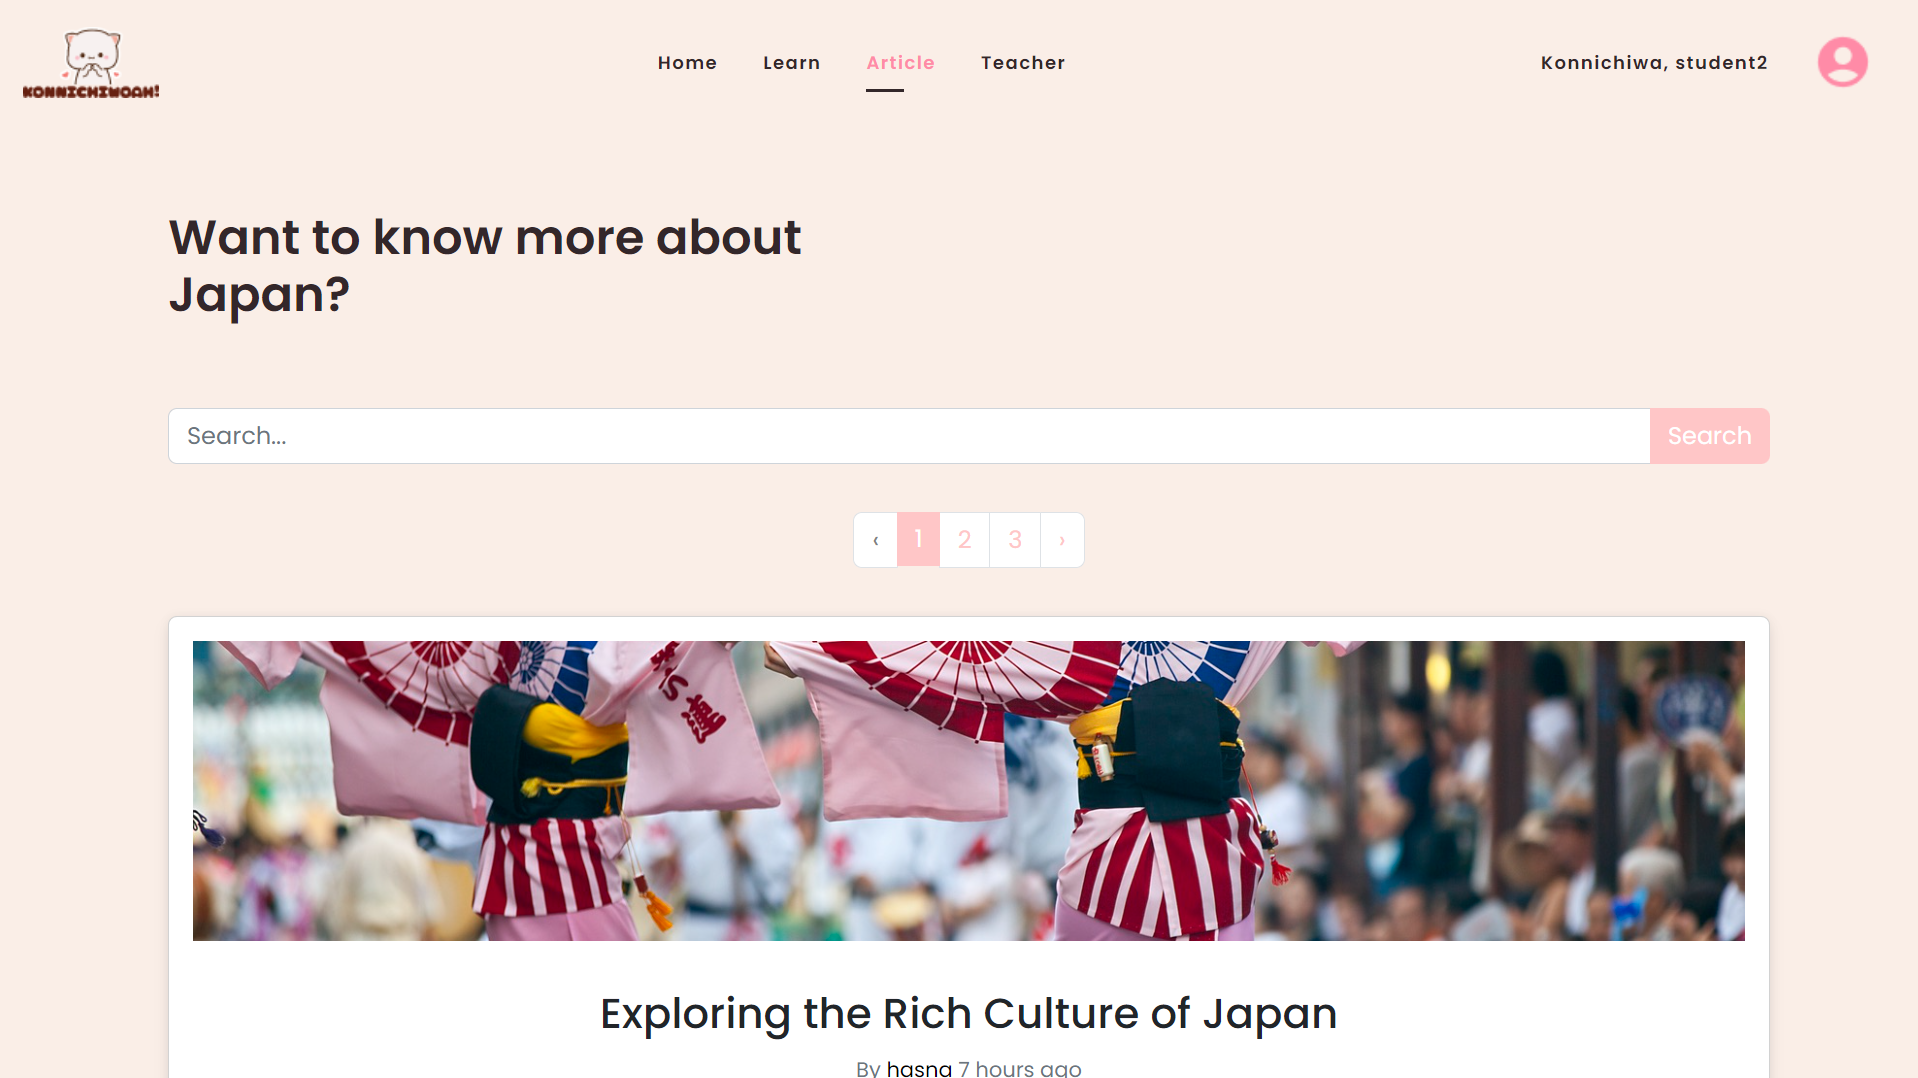 KONNICHIWOAH!
Home Learn Article Teacher
Konnichiwa, student2
Want to know more about
Japan?
Search... Search
‹ 1 2 3 ›
連
Exploring the Rich Culture of Japan
By hasna 7 hours ago